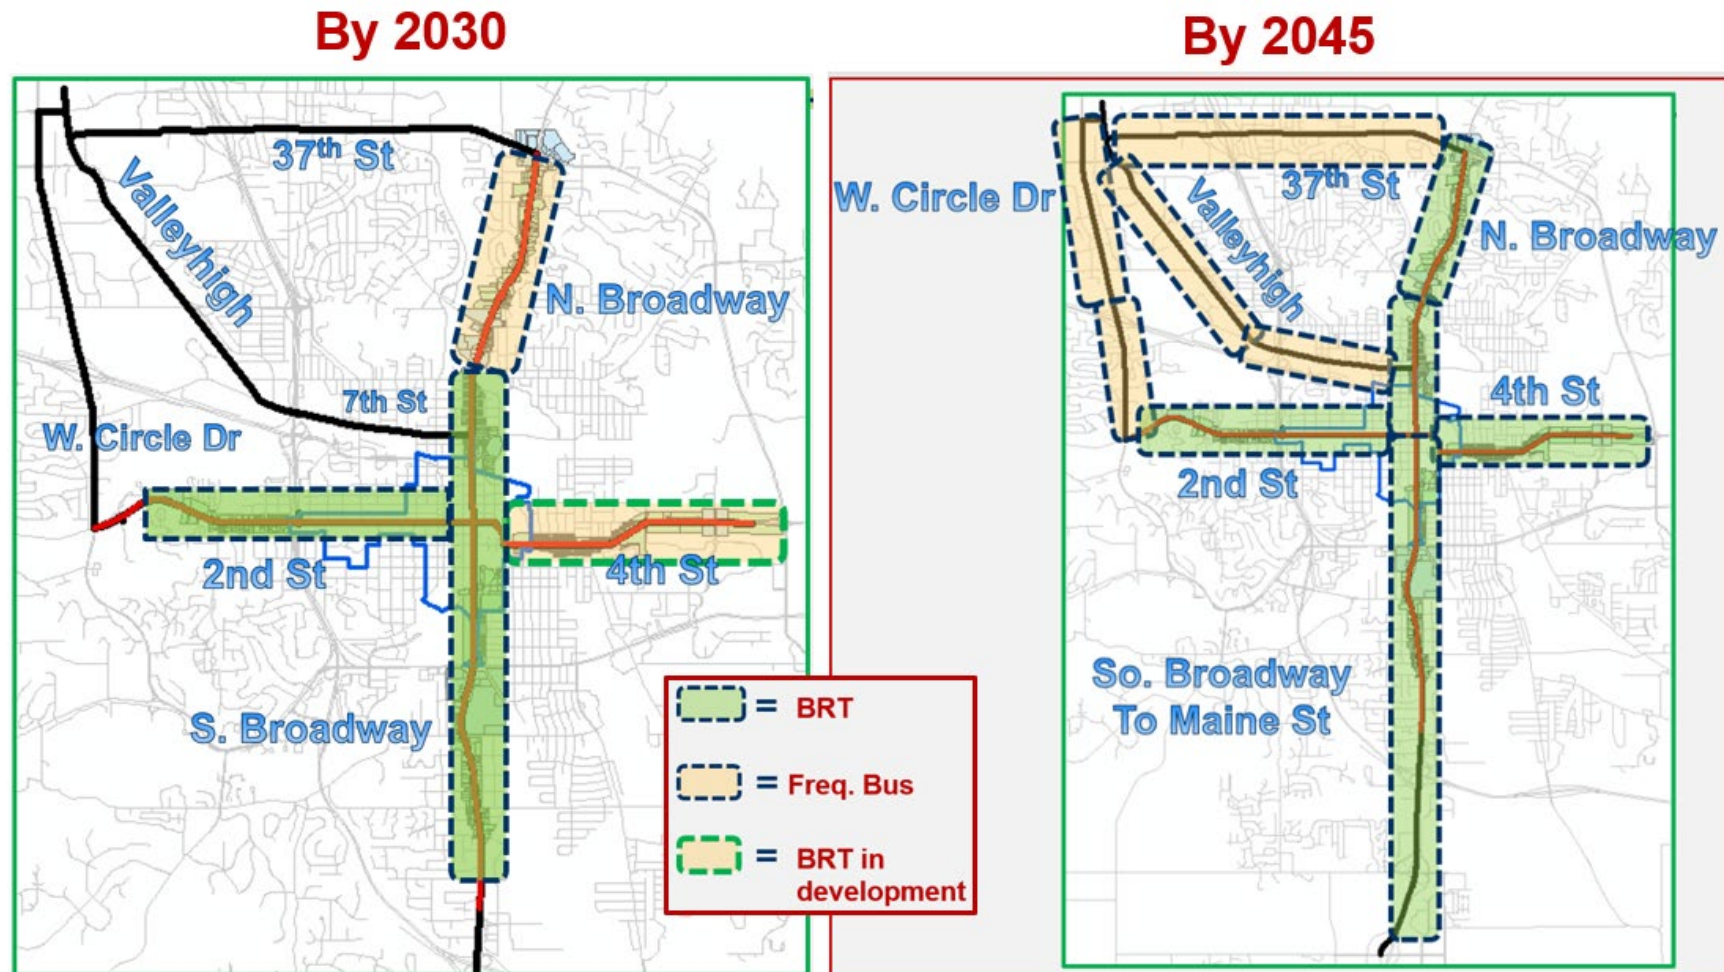 By 2030
37th St
Valleyhigh
N. Broadway
7th St
W. Circle Dr
2nd St
4th St
S. Broadway
By 2045
W. Circle Dr
37th St
Valleyhigh
N. Broadway
4th St
2nd St
So. Broadway
To Maine St
= BRT
= Freq. Bus
= BRT in
development